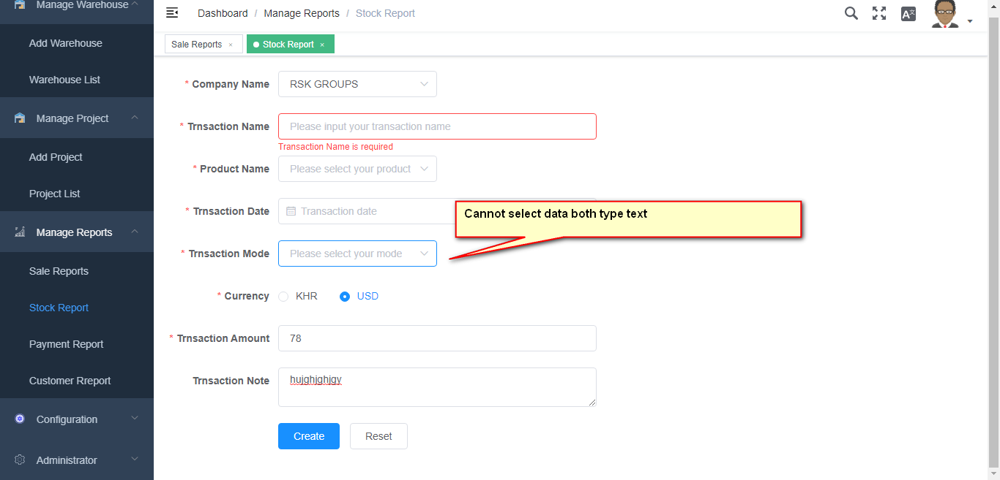 Manage Warehouse
Add Warehouse
Warehouse List
Manage Project
Add Project
Project List
Manage Reports
Sale Reports
Stock Report
Payment Report
Customer Rreport
Configuration
Administrator
Dashboard / Manage Reports / Stock Report
Sale Reports ×
Stock Report ×
* Company Name RSK GROUPS
* Trnsaction Name Please input your transaction name
Transaction Name is required
* Product Name Please select your product
* Trnsaction Date Transaction date
Cannot select data both type text
* Trnsaction Mode Please select your mode
* Currency KHR USD
* Trnsaction Amount 78
Trnsaction Note hujghjghjgy
Create Reset